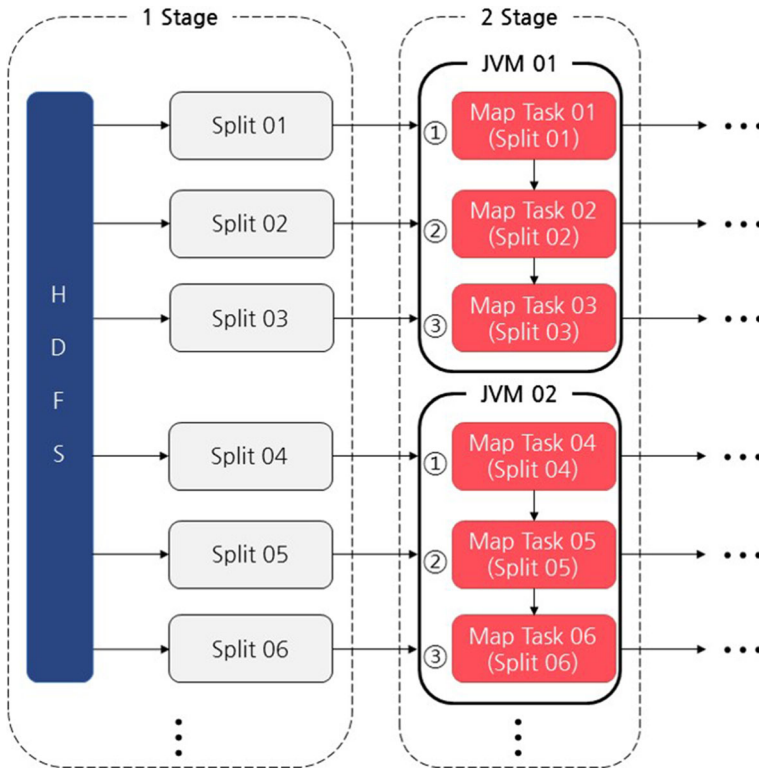 1 Stage
2 Stage
H
D
F
S
Split 01
Split 02
Split 03
Split 04
Split 05
Split 06
JVM 01
①
Map Task 01
(Split 01)
②
Map Task 02
(Split 02)
③
Map Task 03
(Split 03)
JVM 02
①
Map Task 04
(Split 04)
②
Map Task 05
(Split 05)
③
Map Task 06
(Split 06)